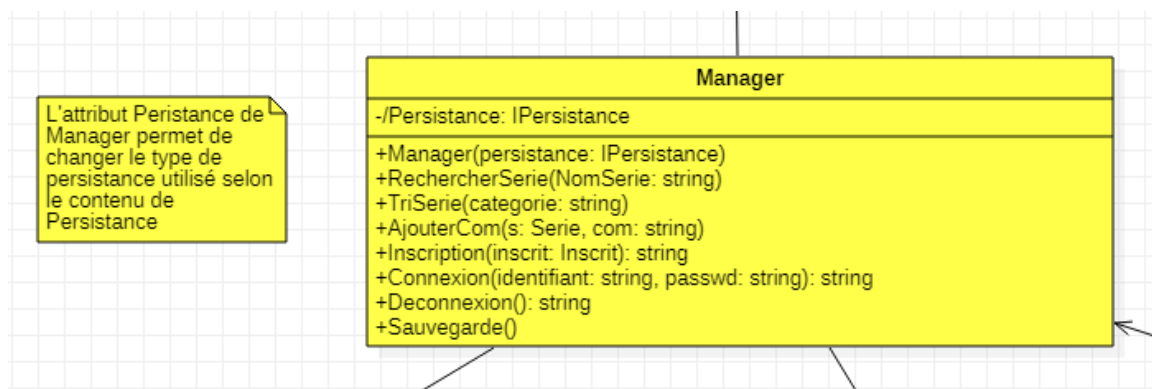 L'attribut Peristance de
Manager permet de
changer le type de
persistance utilisé selon
le contenu de
Persistance
Manager
-/Persistance: IPersistance
+Manager(persistance: IPersistance)
+RechercherSerie(NomSerie: string)
+TriSerie(categorie: string)
+AjouterCom(s: Serie, com: string)
+Inscription(inscrit: Inscrit): string
+Connexion(identifiant: string, passwd: string): string
+Deconnexion(): string
+Sauvegarde()